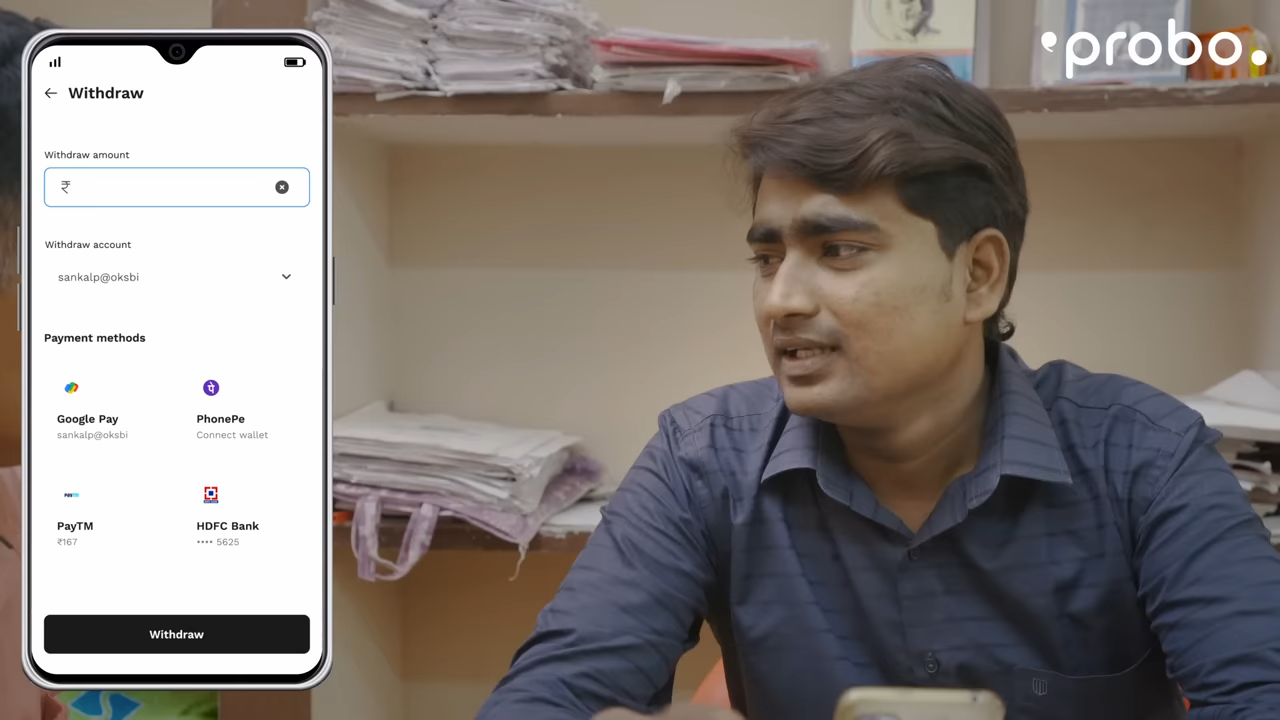 probo.
Withdraw
Withdraw amount
₹
Withdraw account
sankalp@oksbi
Payment methods
Google Pay
sankalp@oksbi
PhonePe
Connect wallet
PayTM
₹167
HDFC Bank
•••• 5625
Withdraw